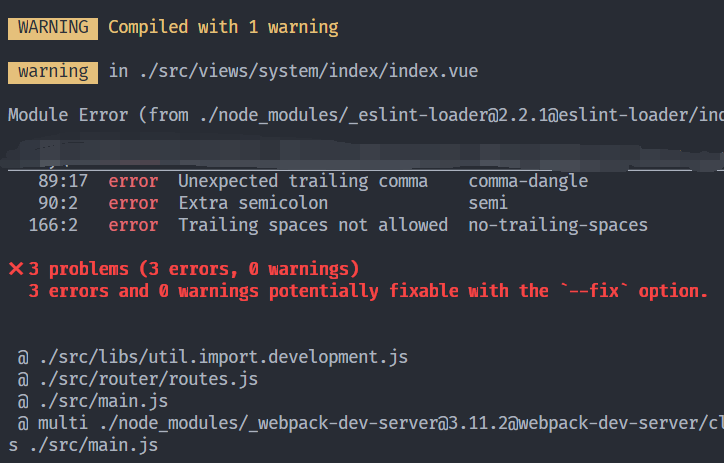 WARNING Compiled with 1 warning
warning in ./src/views/system/index/index.vue
Module Error (from ./node_modules/_eslint-loader@2.2.1@eslint-loader/inc
89:17 error Unexpected trailing comma comma-dangle
90:2 error Extra semicolon semi
166:2 error Trailing spaces not allowed no-trailing-spaces
✖ 3 problems (3 errors, 0 warnings)
3 errors and 0 warnings potentially fixable with the `--fix` option.
@ ./src/libs/util.import.development.js
@ ./src/router/routes.js
@ ./src/main.js
@ multi ./node_modules/_webpack-dev-server@3.11.2@webpack-dev-server/cl
s ./src/main.js